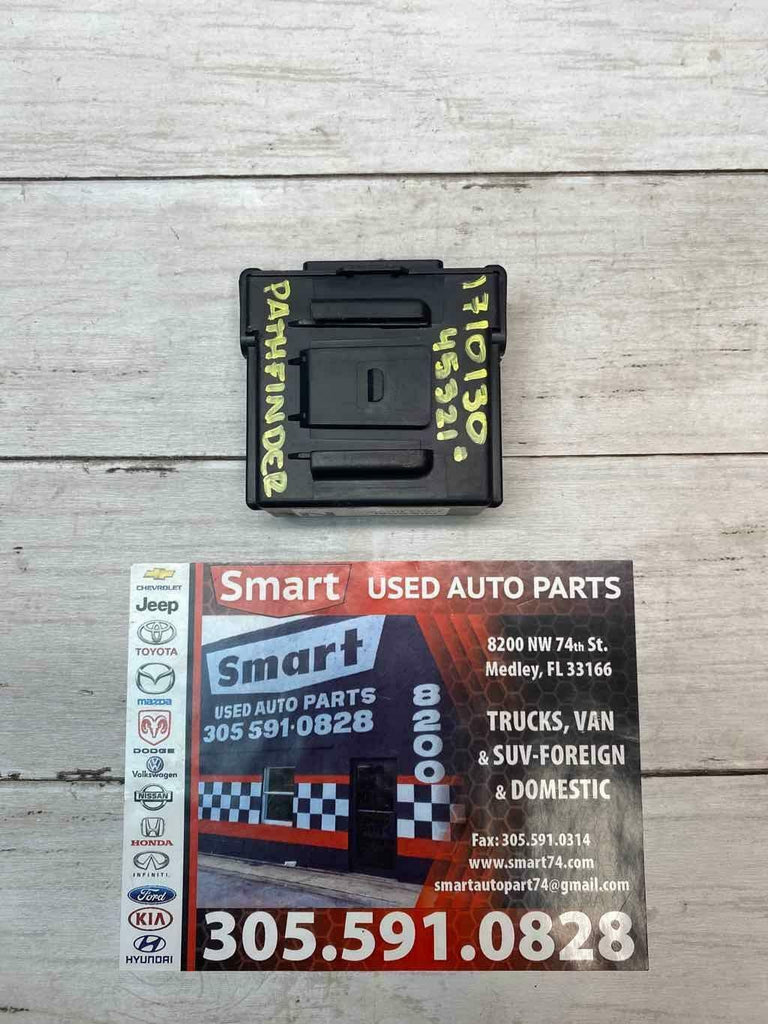 PATHFINDER
1710130-
45321.
CHEVROLET
Jeep
TOYOTA
mazda
DODGE
Volkswagen
NISSAN
HONDA
INFINITI
Ford
KIA
HYUNDAI
Smart USED AUTO PARTS
Smart
USED AUTO PARTS
305 591·0828
8200
8200 NW 74th St.
Medley, FL 33166
TRUCKS, VAN
& SUV-FOREIGN
& DOMESTIC
Fax: 305.591.0314
www.smart74.com
smartautopart74@gmail.com
305.591.0828